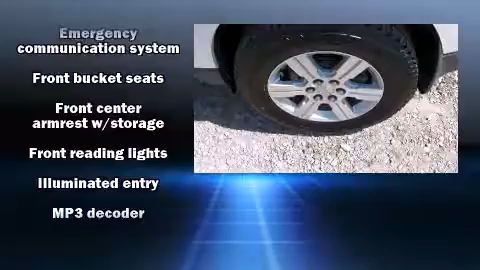 Emergency
communication system
Front bucket seats
Front center
armrest w/storage
Front reading lights
Illuminated entry
MP3 decoder